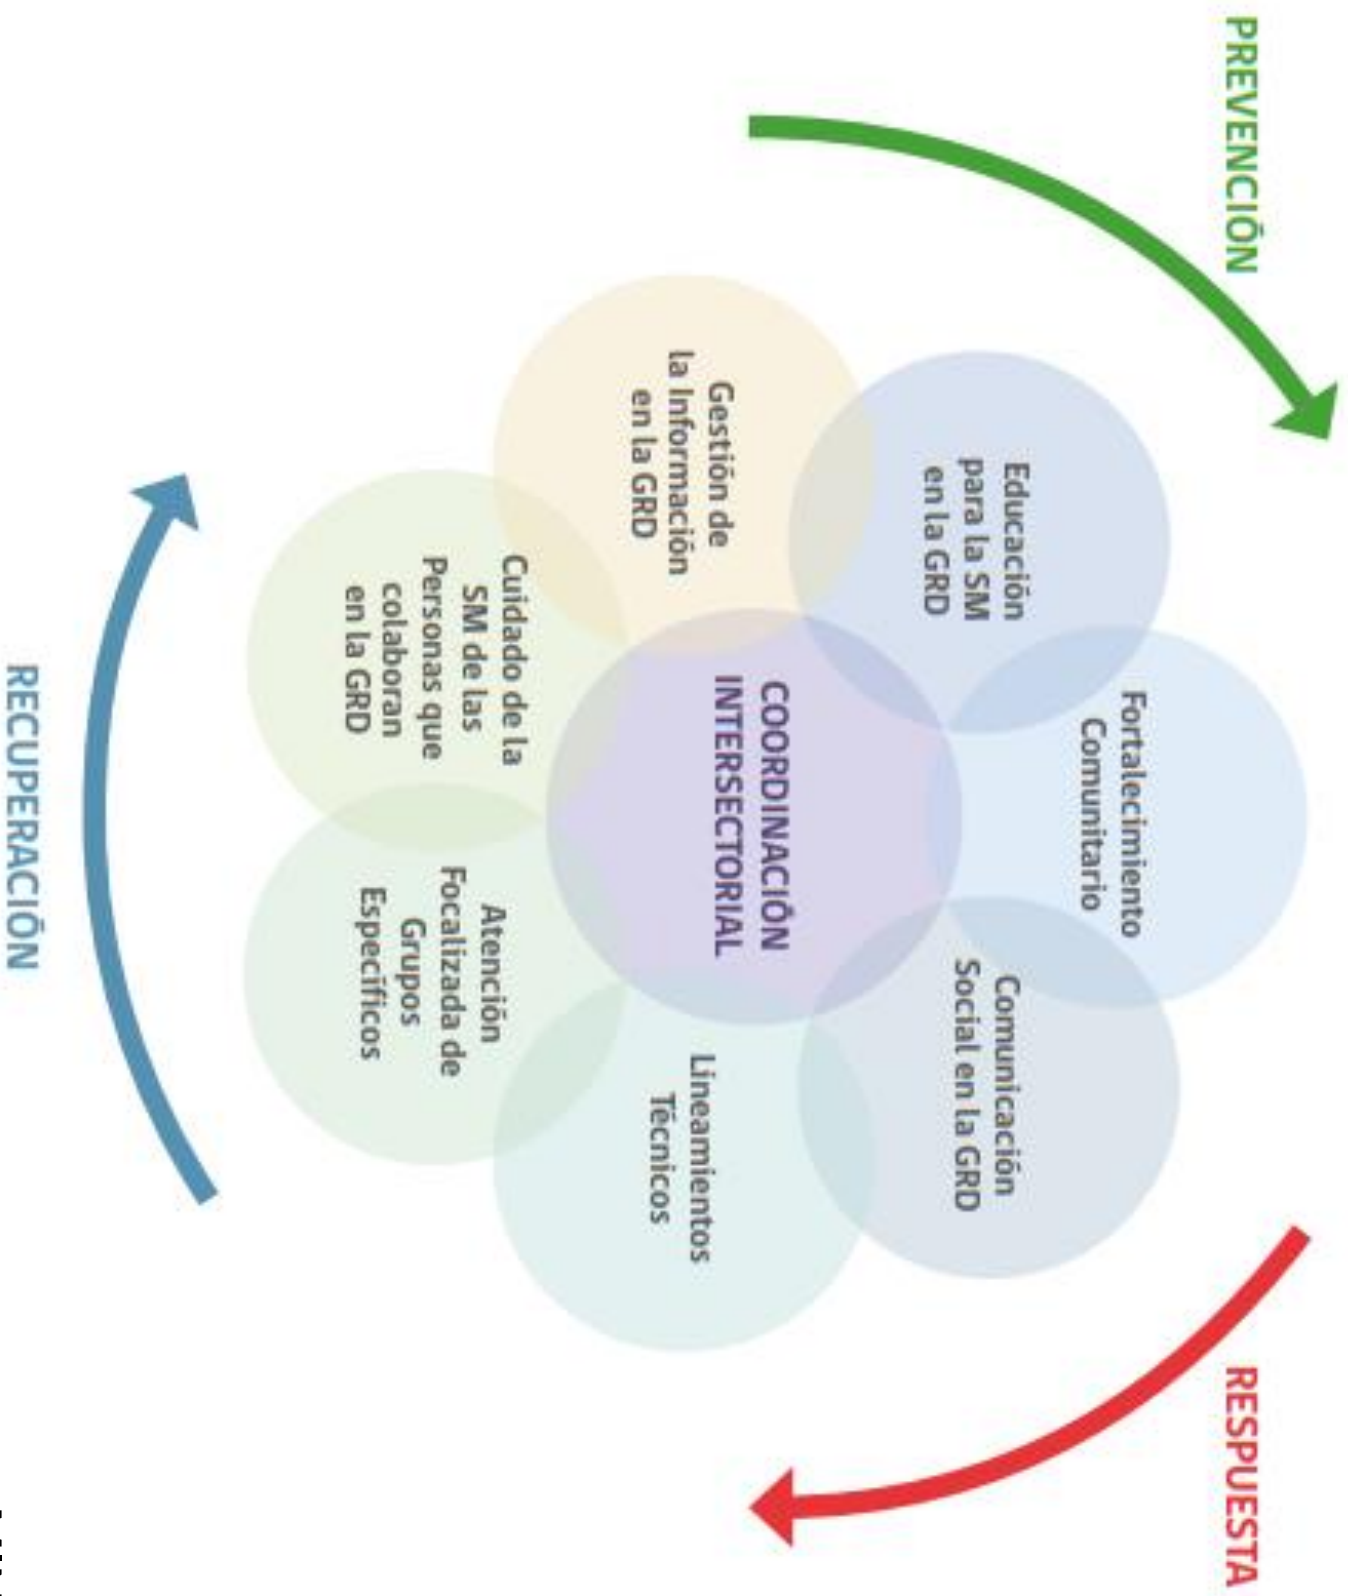 PREVENCIÓN
RESPUESTA
Fortalecimiento
Comunitario
Educación
para la SM
en la GRD
Comunicación
Social en la GRD
COORDINACIÓN
INTERSECTORIAL
Gestión de
la Información
en la GRD
Lineamientos
Técnicos
Cuidado de la
SM de las
Personas que
colaboran
en la GRD
Atención
Focalizada de
Grupos
Específicos
RECUPERACIÓN